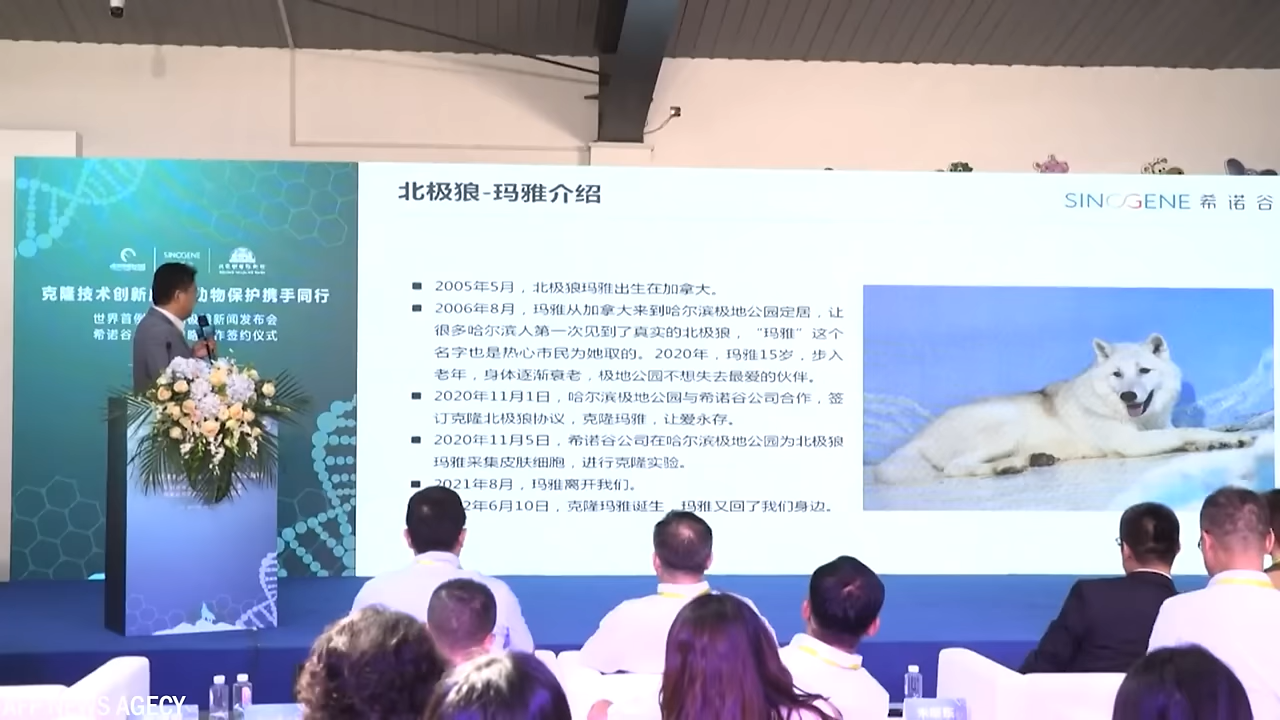 北极狼-玛雅介绍
SINOGENE 希诺谷
SINOGENE
克隆技术创新 动物保护携手同行
世界首例 新闻发布会
希诺谷 作签约仪式
2005年5月，北极狼玛雅出生在加拿大。
2006年8月，玛雅从加拿大来到哈尔滨极地公园定居，让
很多哈尔滨人第一次见到了真实的北极狼，“玛雅”这个
名字也是热心市民为她取的。2020年，玛雅15岁，步入
老年，身体逐渐衰老，极地公园不想失去最爱的伙伴。
2020年11月1日，哈尔滨极地公园与希诺谷公司合作，签
订克隆北极狼协议，克隆玛雅，让爱永存。
2020年11月5日，希诺谷公司在哈尔滨极地公园为北极狼
玛雅采集皮肤细胞，进行克隆实验。
2021年8月，玛雅离开我们。
2年6月10日，克隆玛雅诞生，玛雅又回了我们身边。
NEWS AGECY